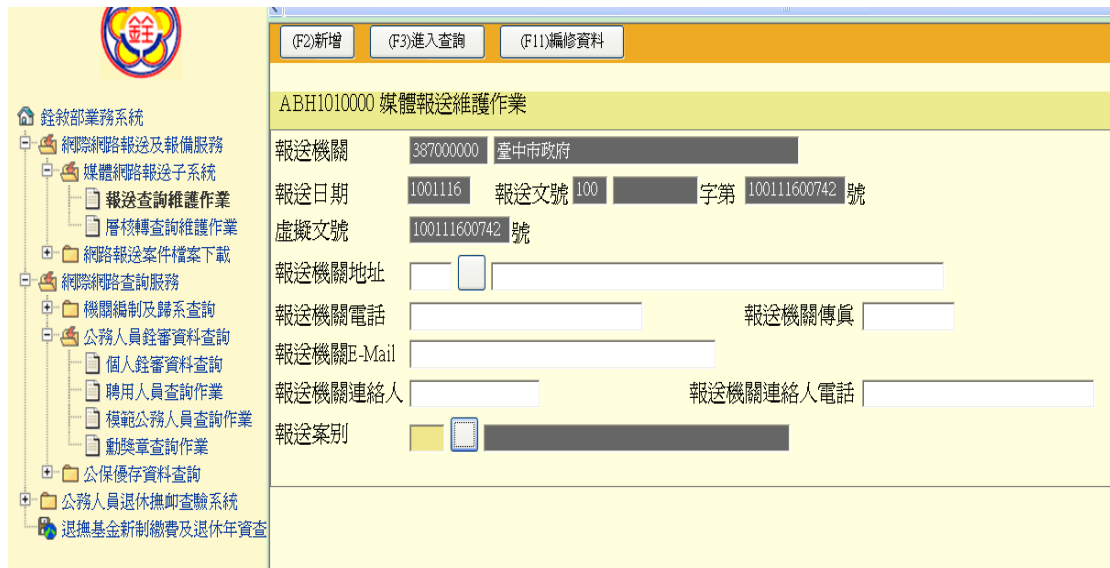 銓
(F2)新增 (F3)進入查詢 (F11)編修資料
銓敘部業務系統
網際網路報送及報備服務
媒體網路報送子系統
報送查詢維護作業
層核轉查詢維護作業
網路報送案件檔案下載
網際網路查詢服務
機關編制及歸系查詢
公務人員銓審資料查詢
個人銓審資料查詢
聘用人員查詢作業
模範公務人員查詢作業
勳獎章查詢作業
公保優存資料查詢
公務人員退休撫卹查驗系統
退撫基金新制繳費及退休年資查
ABH1010000 媒體報送維護作業
報送機關 387000000 臺中市政府
報送日期 1001116 報送文號 100 字第 100111600742 號
虛擬文號 100111600742 號
報送機關地址
報送機關電話 報送機關傳真
報送機關E-Mail
報送機關連絡人 報送機關連絡人電話
報送案別